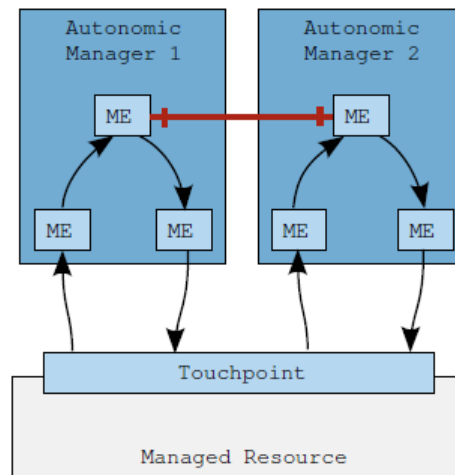 Autonomic
Manager 1
Autonomic
Manager 2
ME
ME
ME
ME
ME
ME
Touchpoint
Managed Resource